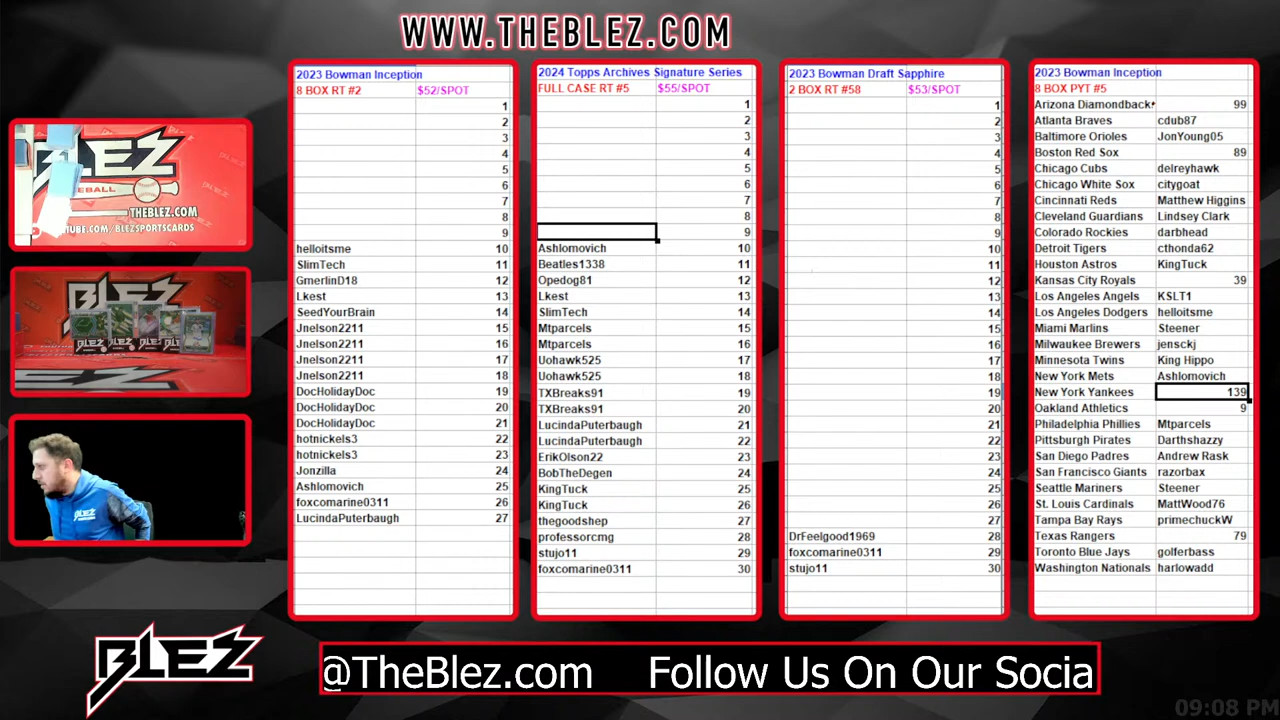 WWW.THEBLEZ.COM
BLEZ
BASEBALL
THEBLEZ.COM
YOUTUBE.COM/BLEZSPORTSCARDS
BLEZ
BLEZ
2023 Bowman Inception
8 BOX RT #2 $52/SPOT
1
2
3
4
5
6
7
8
9
helloitsme 10
SlimTech 11
GmerlinD18 12
Lkest 13
SeedYourBrain 14
Jnelson2211 15
Jnelson2211 16
Jnelson2211 17
Jnelson2211 18
DocHolidayDoc 19
DocHolidayDoc 20
DocHolidayDoc 21
hotnickels3 22
hotnickels3 23
Jonzilla 24
Ashlomovich 25
foxcomarine0311 26
LucindaPuterbaugh 27
2024 Topps Archives Signature Series
FULL CASE RT #5 $55/SPOT
1
2
3
4
5
6
7
8
9
Ashlomovich 10
Beatles1338 11
Opedog81 12
Lkest 13
SlimTech 14
Mtparcels 15
Mtparcels 16
Uohawk525 17
Uohawk525 18
TXBreaks91 19
TXBreaks91 20
LucindaPuterbaugh 21
LucindaPuterbaugh 22
ErikOlson22 23
BobTheDegen 24
KingTuck 25
KingTuck 26
thegoodshep 27
professorcmg 28
stujo11 29
foxcomarine0311 30
2023 Bowman Draft Sapphire
2 BOX RT #58 $53/SPOT
1
2
3
4
5
6
7
8
9
10
11
12
13
14
15
16
17
18
19
20
21
22
23
24
25
26
27
DrFeelgood1969 28
foxcomarine0311 29
stujo11 30
2023 Bowman Inception
8 BOX PYT #5
Arizona Diamondback 99
Atlanta Braves cdub87
Baltimore Orioles JonYoung05
Boston Red Sox 89
Chicago Cubs delreyhawk
Chicago White Sox citygoat
Cincinnati Reds Matthew Higgins
Cleveland Guardians Lindsey Clark
Colorado Rockies darbhead
Detroit Tigers cthonda62
Houston Astros KingTuck
Kansas City Royals 39
Los Angeles Angels KSLT1
Los Angeles Dodgers helloitsme
Miami Marlins Steener
Milwaukee Brewers jensckj
Minnesota Twins King Hippo
New York Mets Ashlomovich
New York Yankees 139
Oakland Athletics 9
Philadelphia Phillies Mtparcels
Pittsburgh Pirates Darthshazzy
San Diego Padres Andrew Rask
San Francisco Giants razorbax
Seattle Mariners Steener
St. Louis Cardinals MattWood76
Tampa Bay Rays primechuckW
Texas Rangers 79
Toronto Blue Jays golferbass
Washington Nationals harlowadd
BLEZ
@TheBlez.com Follow Us On Our Socia
09:08 PM